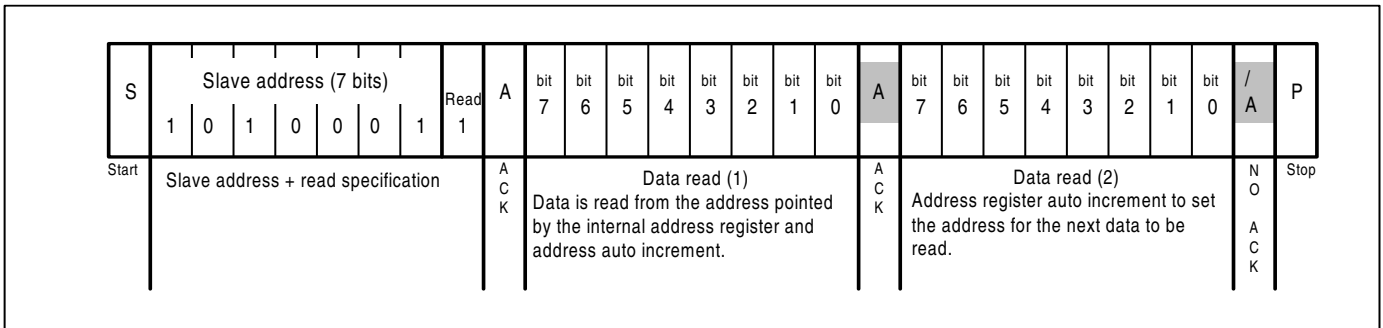 S
Slave address (7 bits)
1 0 1 0 0 0 1
Read
1
A
bit bit bit bit bit bit bit bit
7 6 5 4 3 2 1 0
A
bit bit bit bit bit bit bit bit
7 6 5 4 3 2 1 0
/
A
P
Start
Slave address + read specification
A
C
K
Data read (1)
Data is read from the address pointed
by the internal address register and
address auto increment.
A
C
K
Data read (2)
Address register auto increment to set
the address for the next data to be
read.
N
O
A
C
K
Stop